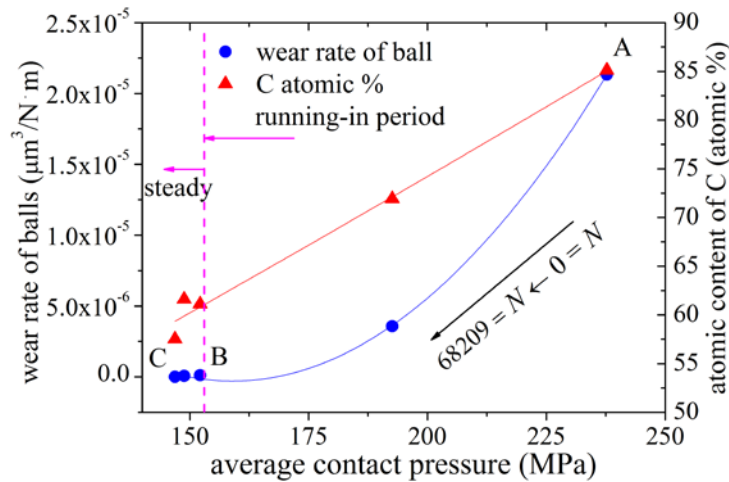 2.5x10⁻⁵
2.0x10⁻⁵
1.5x10⁻⁵
1.0x10⁻⁵
5.0x10⁻⁶
0.0
wear rate of balls (μm³/N·m)
wear rate of ball
C atomic %
running-in period
steady
A
B
C
68209 = N ← 0 = N
90
85
80
75
70
65
60
55
50
atomic content of C (atomic %)
150 175 200 225 250
average contact pressure (MPa)